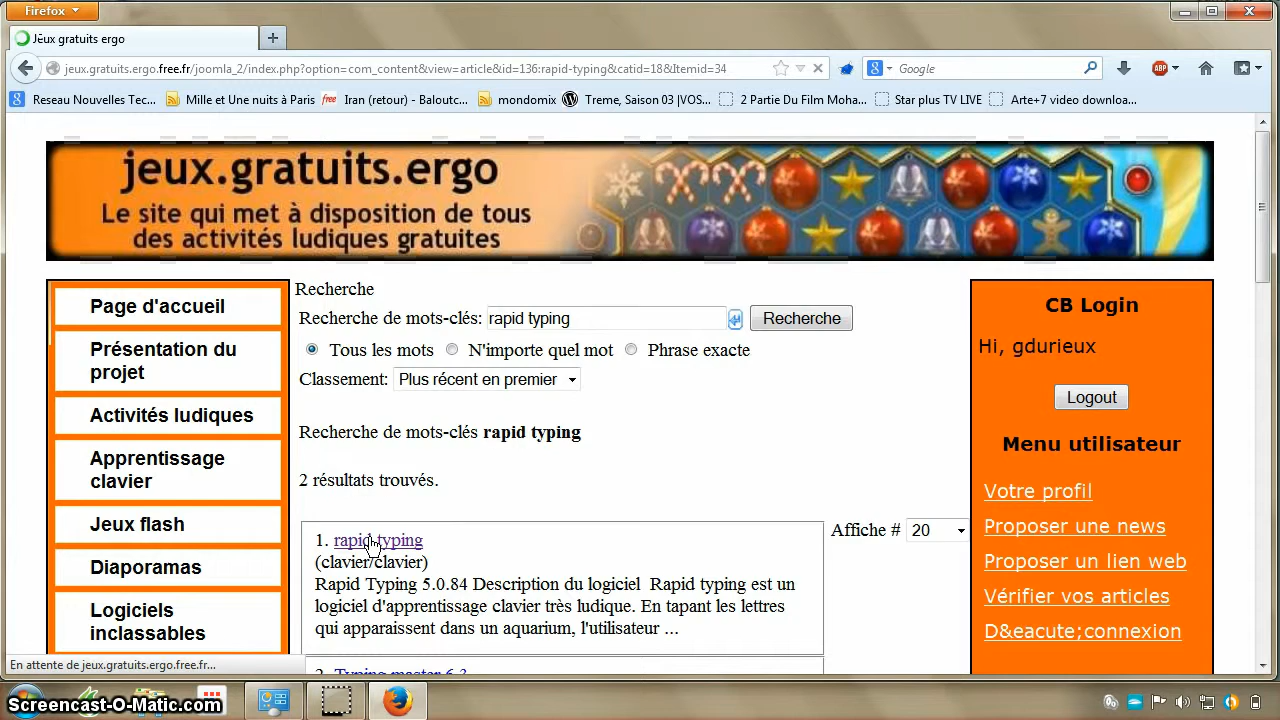 Firefox
Jeux gratuits ergo
jeux.gratuits.ergo.free.fr/joomla_2/index.php?option=com_content&view=article&id=136:rapid-typing&catid=18&Itemid=34
Google
ABP
Reseau Nouvelles Tec...
Mille et Une nuits à Paris
free
Iran (retour) - Baloutc...
mondomix
Treme, Saison 03 |VOS...
2 Partie Du Film Moha...
Star plus TV LIVE
Arte+7 video downloa...
jeux.gratuits.ergo
Le site qui met à disposition de tous
des activités ludiques gratuites
Page d'accueil
Présentation du
projet
Activités ludiques
Apprentissage
clavier
Jeux flash
Diaporamas
Logiciels
inclassables
Recherche
Recherche de mots-clés: rapid typing Recherche
Tous les mots N'importe quel mot Phrase exacte
Classement: Plus récent en premier
Recherche de mots-clés rapid typing
2 résultats trouvés.
Affiche # 20
1. rapid typing
(clavier/clavier)
Rapid Typing 5.0.84 Description du logiciel Rapid typing est un
logiciel d'apprentissage clavier très ludique. En tapant les lettres
qui apparaissent dans un aquarium, l'utilisateur ...
2. Typing master 6.3
CB Login
Hi, gdurieux
Logout
Menu utilisateur
Votre profil
Proposer une news
Proposer un lien web
Vérifier vos articles
D&eacute;connexion
En attente de jeux.gratuits.ergo.free.fr...
Screencast-O-Matic.com